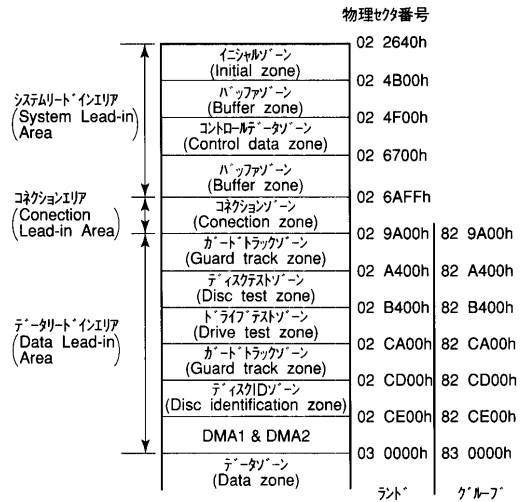 物理ｾｸﾀ番号
02 2640h
ｲﾆｼｬﾙｿﾞｰﾝ
(Initial zone)
02 4B00h
ｼｽﾃﾑﾘｰﾄﾞｲﾝｴﾘｱ
(System Lead-in
Area)
ﾊﾞｯﾌｧｿﾞｰﾝ
(Buffer zone)
02 4F00h
ｺﾝﾄﾛｰﾙﾃﾞｰﾀｿﾞｰﾝ
(Control data zone)
02 6700h
ﾊﾞｯﾌｧｿﾞｰﾝ
(Buffer zone)
02 6AFFh
ｺﾈｸｼｮﾝｴﾘｱ
(Conection
Lead-in Area)
ｺﾈｸｼｮﾝｿﾞｰﾝ
(Conection zone)
02 9A00h 82 9A00h
ｶﾞｰﾄﾞﾄﾗｯｸｿﾞｰﾝ
(Guard track zone)
02 A400h 82 A400h
ﾃﾞｨｽｸﾃｽﾄｿﾞｰﾝ
(Disc test zone)
02 B400h 82 B400h
ﾃﾞｰﾀﾘｰﾄﾞｲﾝｴﾘｱ
(Data Lead-in
Area)
ﾄﾞﾗｲﾌﾞﾃｽﾄｿﾞｰﾝ
(Drive test zone)
02 CA00h 82 CA00h
ｶﾞｰﾄﾞﾄﾗｯｸｿﾞｰﾝ
(Guard track zone)
02 CD00h 82 CD00h
ﾃﾞｨｽｸIDｿﾞｰﾝ
(Disc identification zone)
02 CE00h 82 CE00h
DMA1 & DMA2
03 0000h 83 0000h
ﾃﾞｰﾀｿﾞｰﾝ
(Data zone)
ﾗﾝﾄﾞ ｸﾞﾙｰﾌﾞ